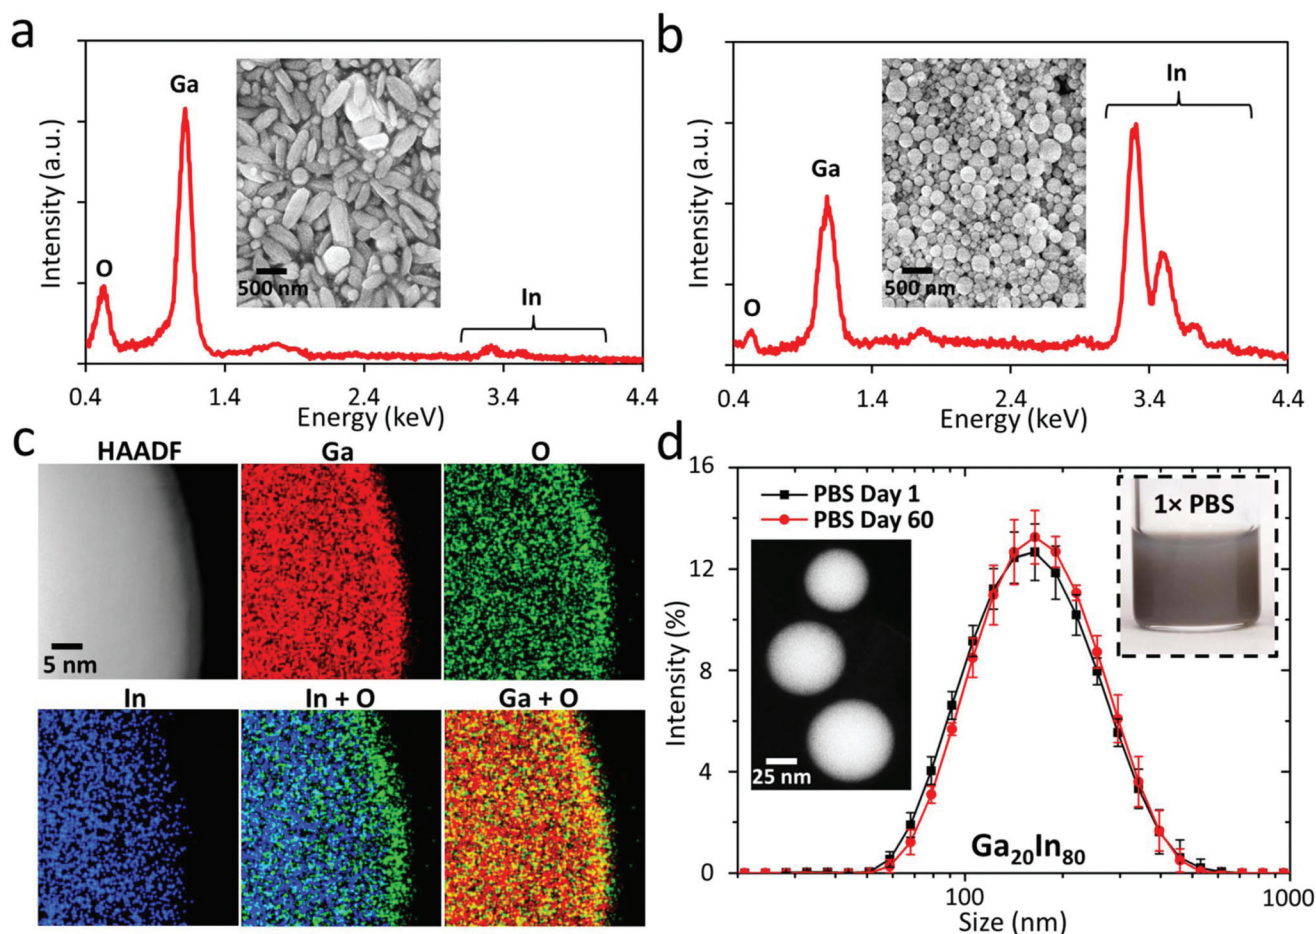 a
Intensity (a.u.)
O
Ga
500 nm
In
0.4
1.4
2.4
3.4
4.4
Energy (keV)
b
Intensity (a.u.)
O
Ga
500 nm
In
0.4
1.4
2.4
3.4
4.4
Energy (keV)
c
HAADF
Ga
O
5 nm
In
In + O
Ga + O
d
16
12
8
4
0
Intensity (%)
PBS Day 1
PBS Day 60
25 nm
1× PBS
Ga₂₀In₈₀
100
1000
Size (nm)